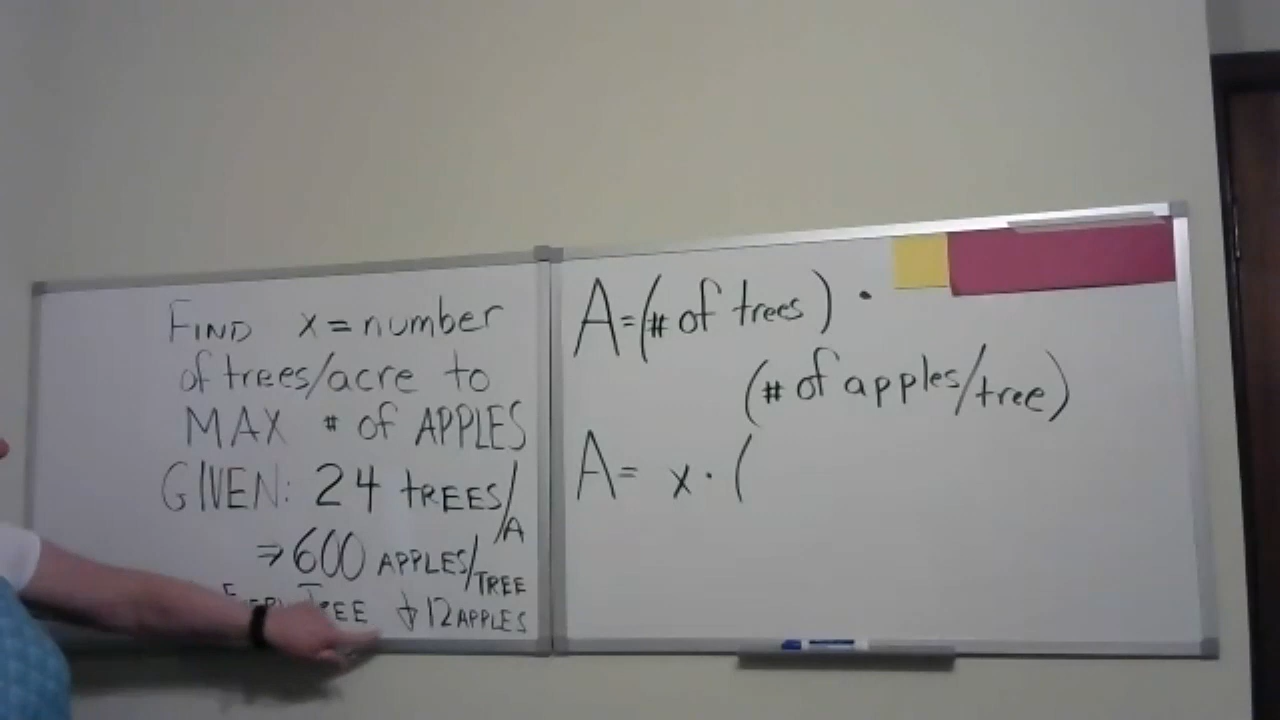 FIND x = number
of trees/acre to
MAX # of APPLES
GIVEN: 24 TREES/A
⇒ 600 APPLES/TREE
TREE ↓ 12 APPLES
A = (# of trees) •
(# of apples/tree)
A = x • (